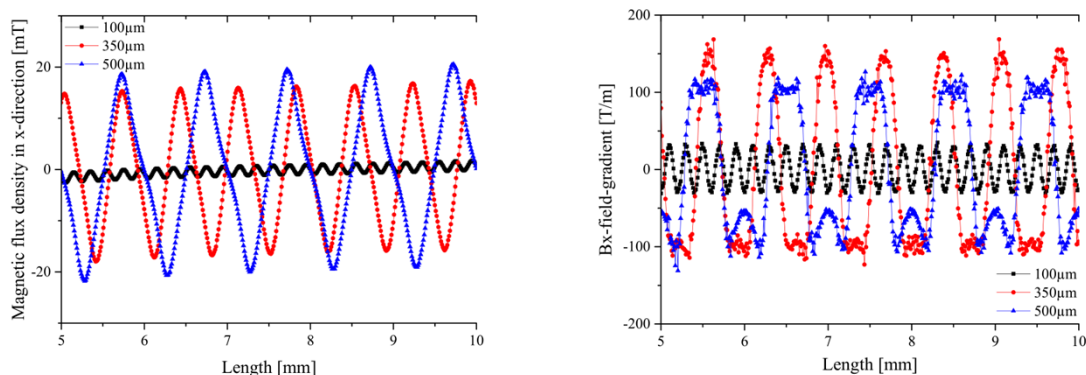 Magnetic flux density in x-direction [mT]
100µm
350µm
500µm
20
0
-20
5 6 7 8 9 10
Length [mm]
Bx-field-gradient [T/m]
200
100
0
-100
-200
100µm
350µm
500µm
5 6 7 8 9 10
Length [mm]